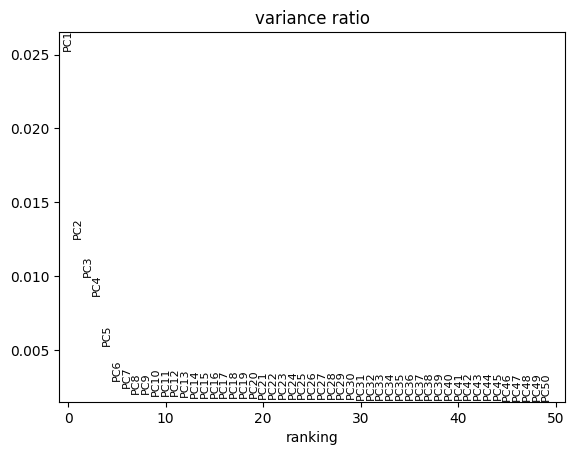 variance ratio
0.025
0.020
0.015
0.010
0.005
PC1
PC2
PC3
PC4
PC5
PC6
PC7
PC8
PC9
PC10
PC11
PC12
PC13
PC14
PC15
PC16
PC17
PC18
PC19
PC20
PC21
PC22
PC23
PC24
PC25
PC26
PC27
PC28
PC29
PC30
PC31
PC32
PC33
PC34
PC35
PC36
PC37
PC38
PC39
PC40
PC41
PC42
PC43
PC44
PC45
PC46
PC47
PC48
PC49
PC50
0 10 20 30 40 50
ranking